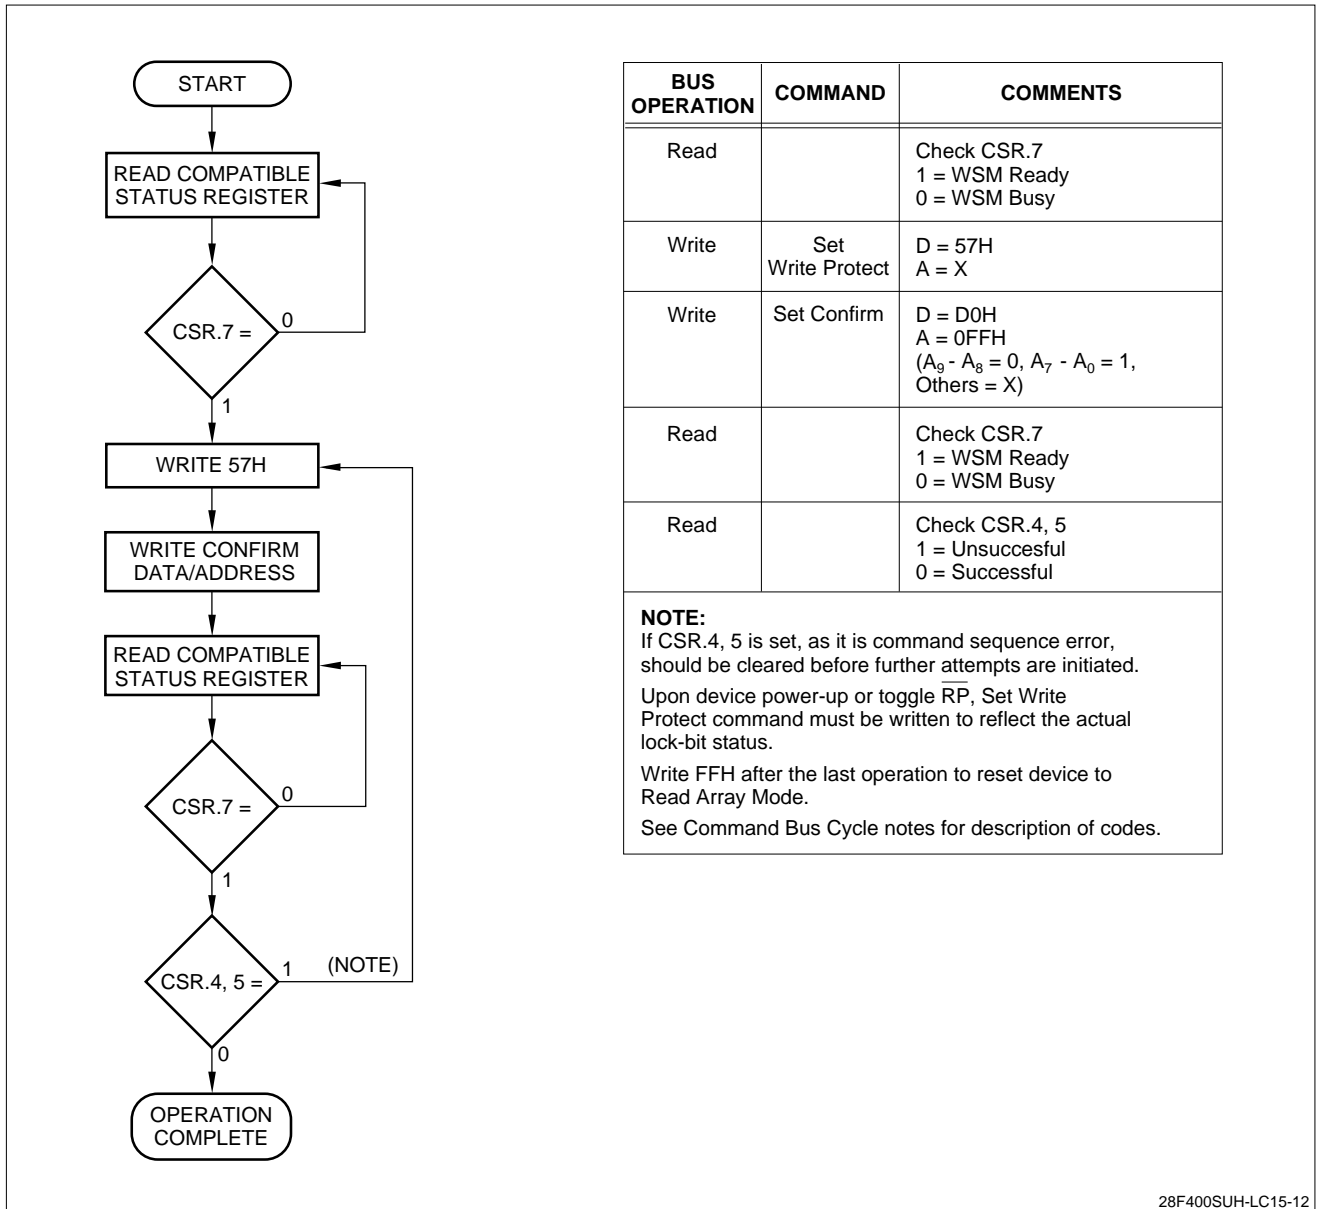 START
READ COMPATIBLE
STATUS REGISTER
CSR.7 =
0
1
WRITE 57H
WRITE CONFIRM
DATA/ADDRESS
READ COMPATIBLE
STATUS REGISTER
CSR.7 =
0
1
CSR.4, 5 =
1
(NOTE)
0
OPERATION
COMPLETE
BUS
OPERATION
COMMAND
COMMENTS
Read
Check CSR.7
1 = WSM Ready
0 = WSM Busy
Write
Set
Write Protect
D = 57H
A = X
Write
Set Confirm
D = D0H
A = 0FFH
(A9 - A8 = 0, A7 - A0 = 1,
Others = X)
Read
Check CSR.7
1 = WSM Ready
0 = WSM Busy
Read
Check CSR.4, 5
1 = Unsuccesful
0 = Successful
NOTE:
If CSR.4, 5 is set, as it is command sequence error,
should be cleared before further attempts are initiated.
Upon device power-up or toggle R̅P̅, Set Write
Protect command must be written to reflect the actual
lock-bit status.
Write FFH after the last operation to reset device to
Read Array Mode.
See Command Bus Cycle notes for description of codes.
28F400SUH-LC15-12